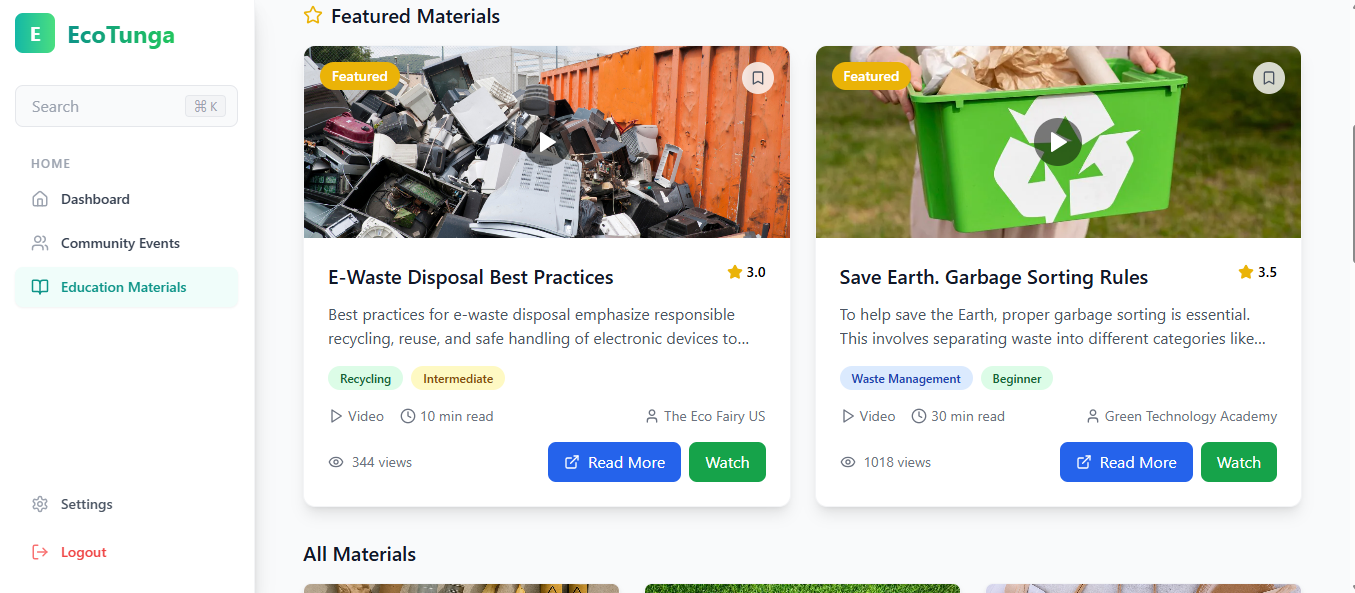 E
EcoTunga
Search
⌘ K
HOME
Dashboard
Community Events
Education Materials
Settings
Logout
Featured Materials
Featured
E-Waste Disposal Best Practices
3.0
Best practices for e-waste disposal emphasize responsible
recycling, reuse, and safe handling of electronic devices to...
Recycling
Intermediate
Video
10 min read
The Eco Fairy US
344 views
Read More
Watch
Featured
Save Earth. Garbage Sorting Rules
3.5
To help save the Earth, proper garbage sorting is essential.
This involves separating waste into different categories like...
Waste Management
Beginner
Video
30 min read
Green Technology Academy
1018 views
Read More
Watch
All Materials